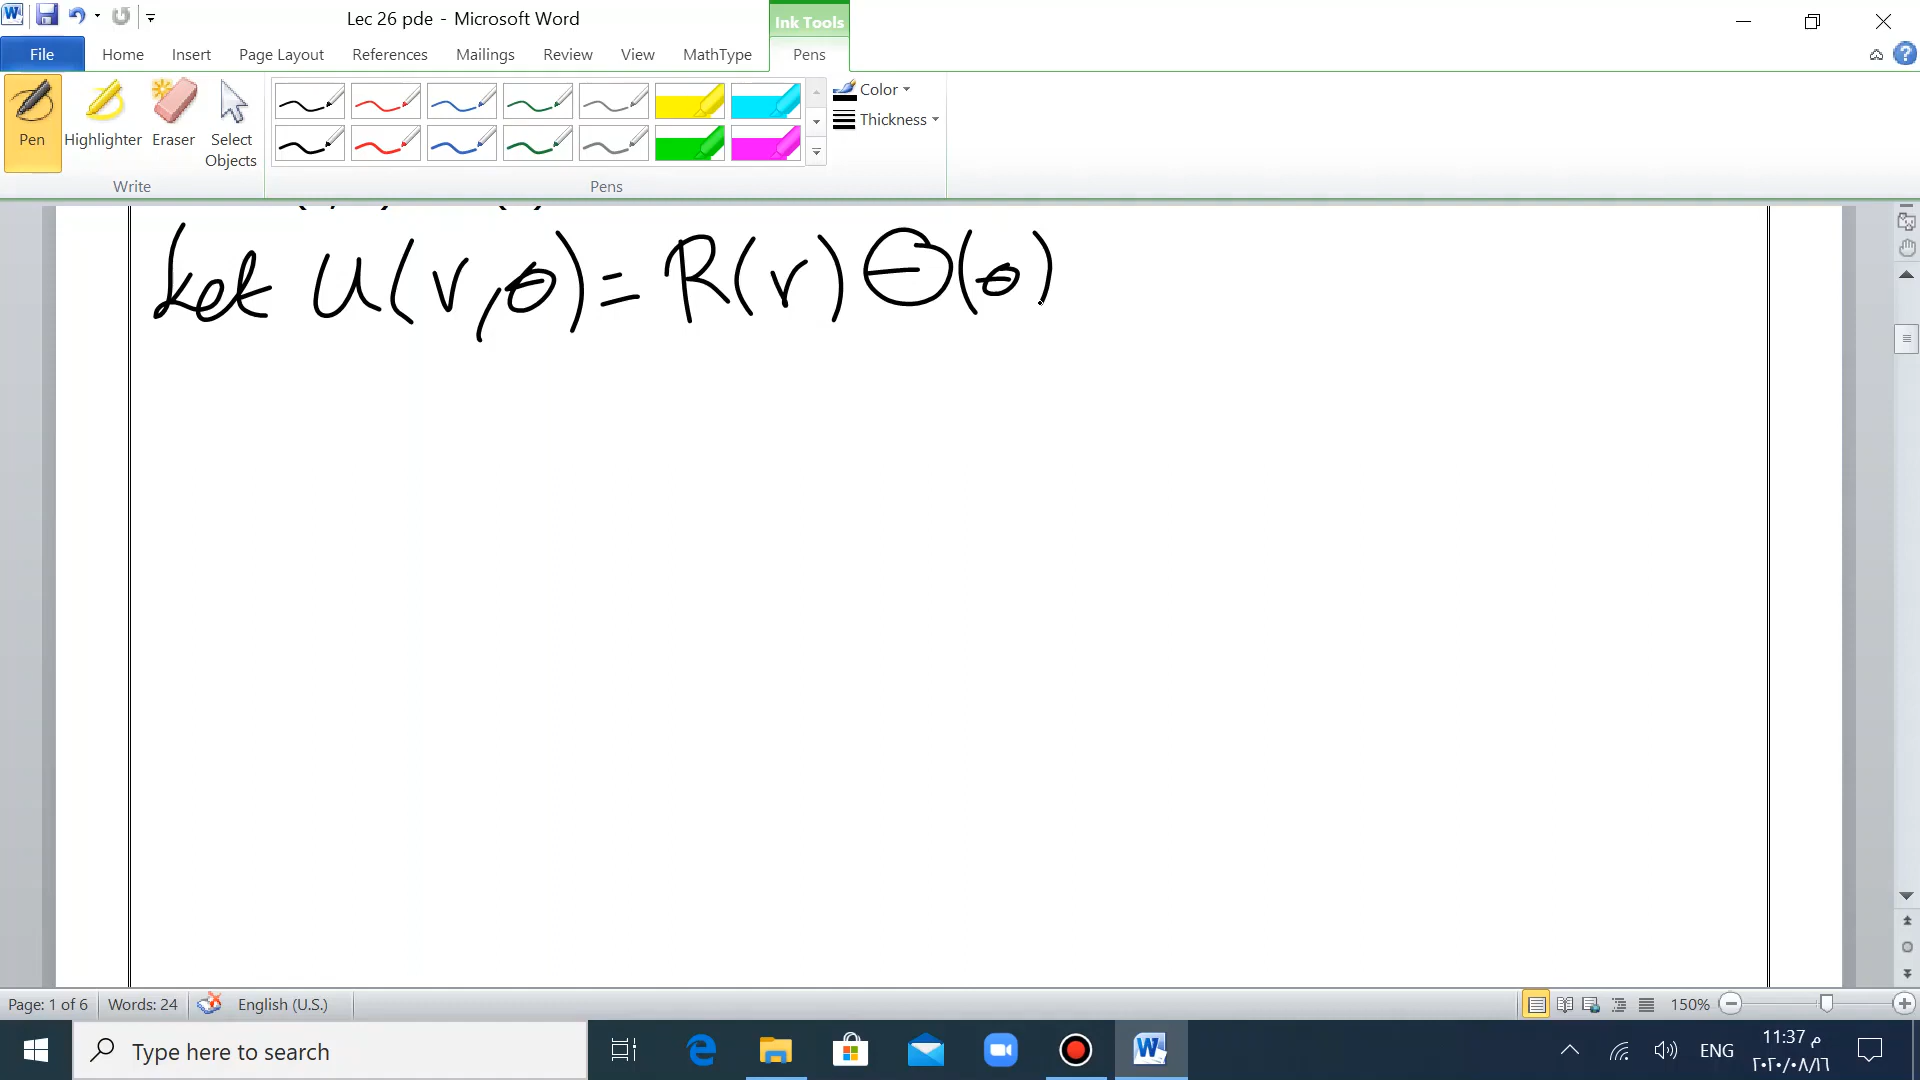 Lec 26 pde - Microsoft Word
Ink Tools
File Home Insert Page Layout References Mailings Review View MathType Pens
Pen Highlighter Eraser Select Objects
Color
Thickness
Write Pens
Let u(r,θ) = R(r) Θ(θ)
Page: 1 of 6 Words: 24 English (U.S.) 150%
Type here to search
ENG
11:37 م
٢٠٢٠/٠٨/١٦